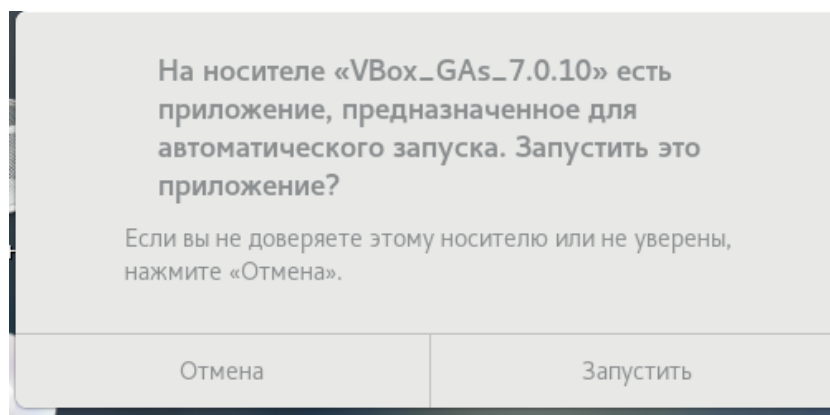 На носителе «VBox_GAs_7.0.10» есть
приложение, предназначенное для
автоматического запуска. Запустить это
приложение?
Если вы не доверяете этому носителю или не уверены,
нажмите «Отмена».
Отмена
Запустить